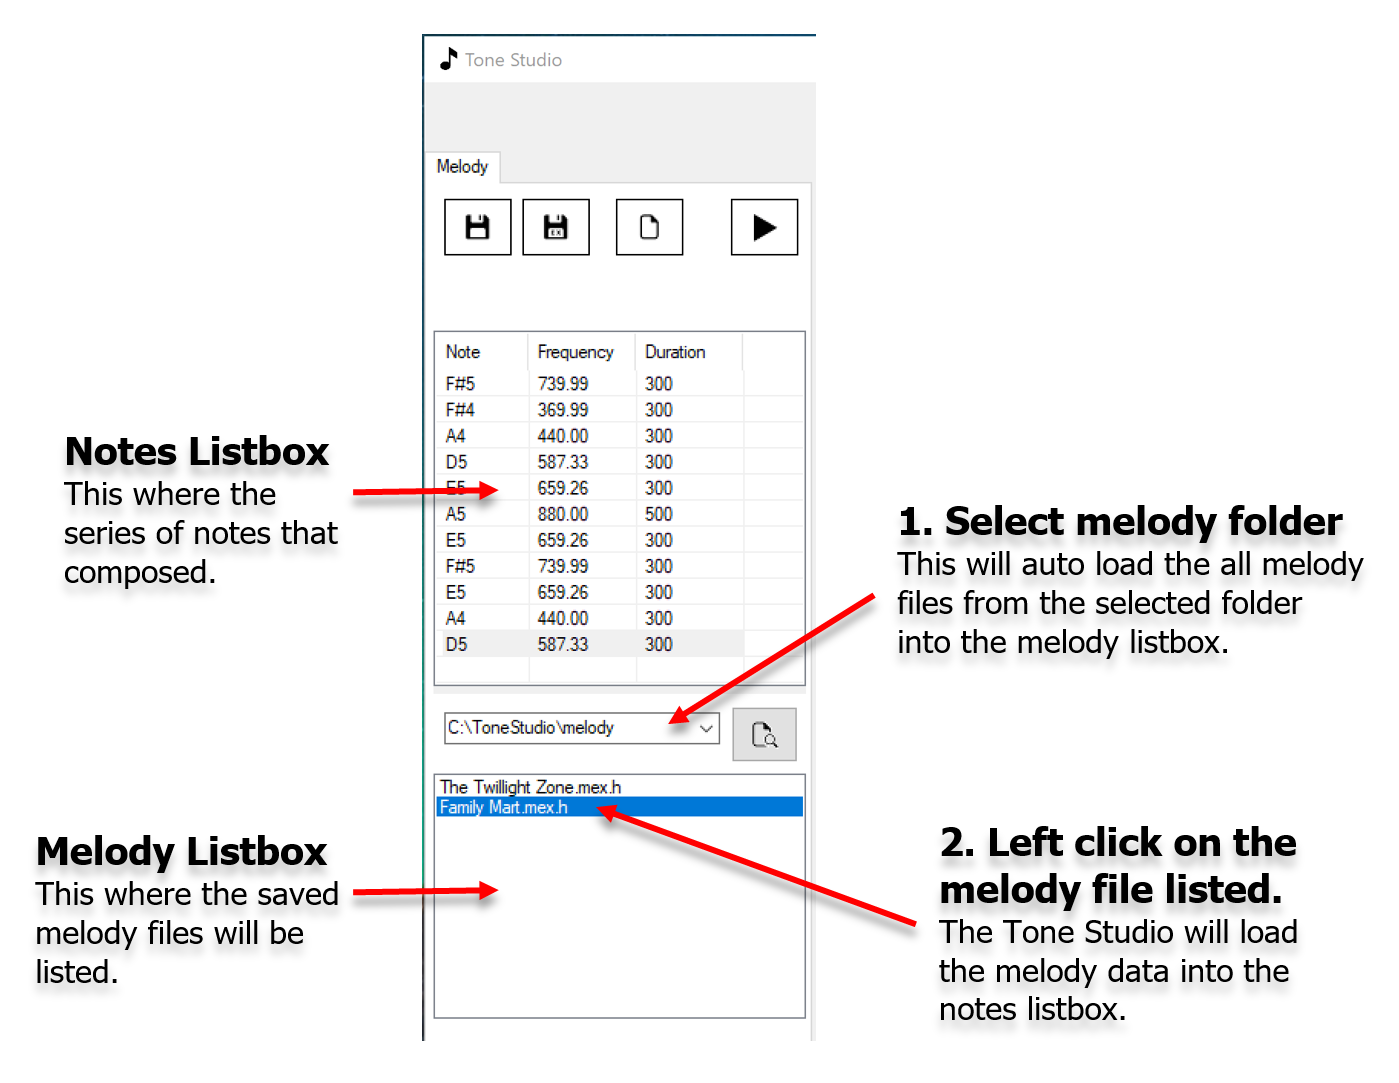 Tone Studio
Melody
EX
Note Frequency Duration
F#5 739.99 300
F#4 369.99 300
A4 440.00 300
D5 587.33 300
E5 659.26 300
A5 880.00 500
E5 659.26 300
F#5 739.99 300
E5 659.26 300
A4 440.00 300
D5 587.33 300
C:\ToneStudio\melody
The Twillight Zone.mex.h
Family Mart.mex.h
Notes Listbox
This where the
series of notes that
composed.
Melody Listbox
This where the saved
melody files will be
listed.
1. Select melody folder
This will auto load the all melody
files from the selected folder
into the melody listbox.
2. Left click on the
melody file listed.
The Tone Studio will load
the melody data into the
notes listbox.